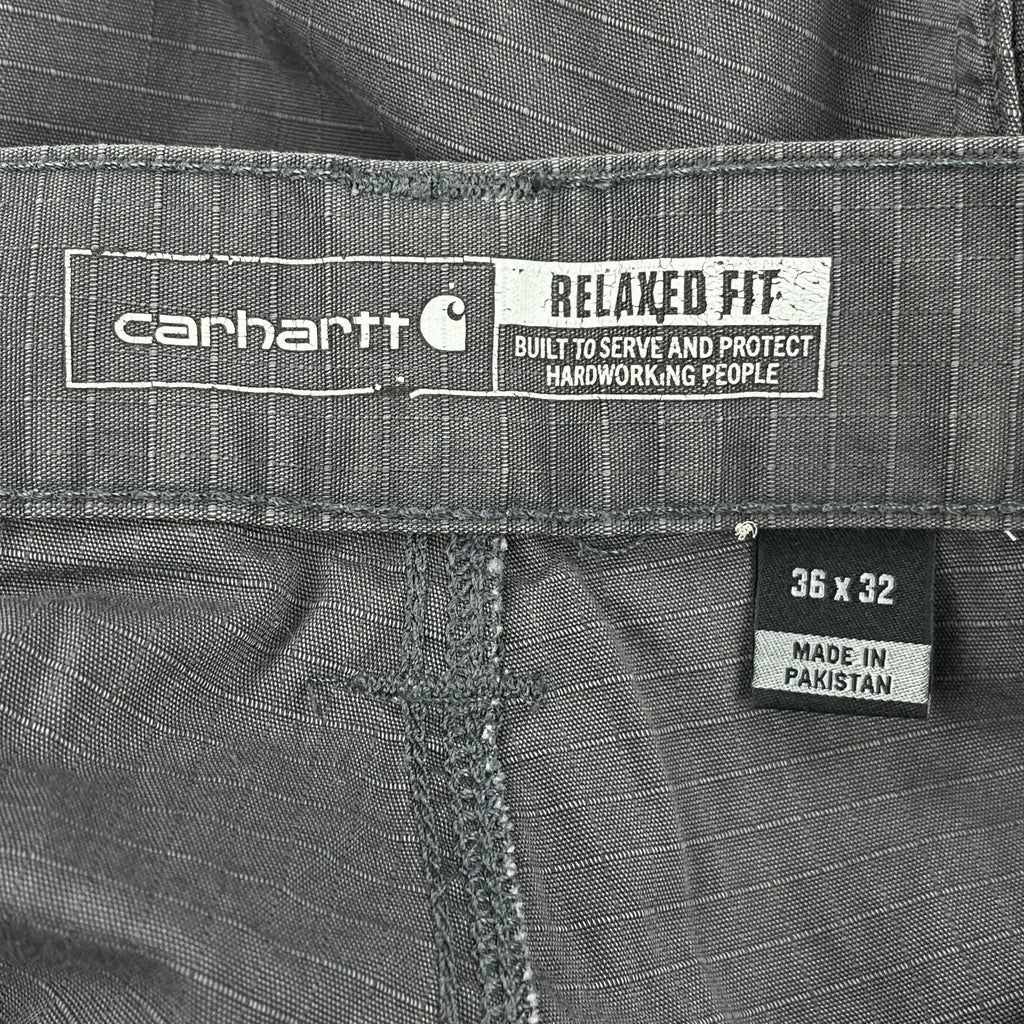 carhartt
RELAXED FIT
BUILT TO SERVE AND PROTECT
HARDWORKING PEOPLE
36 x 32
MADE IN
PAKISTAN